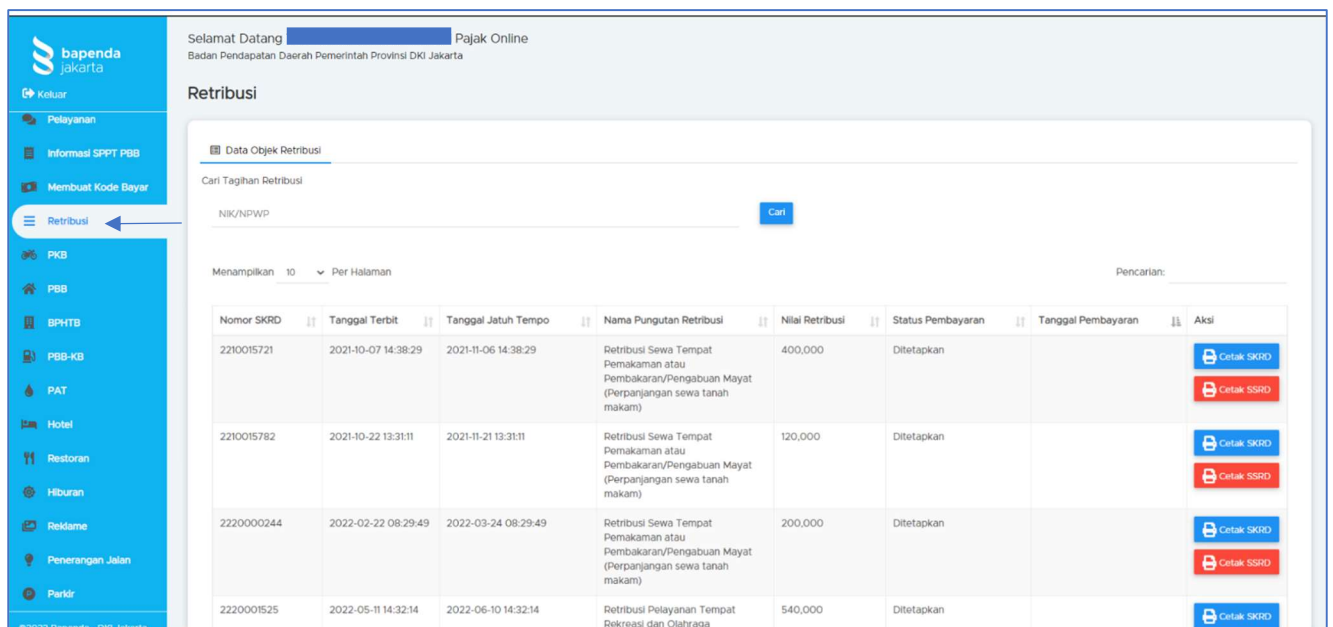 Selamat Datang Pajak Online
Badan Pendapatan Daerah Pemerintah Provinsi DKI Jakarta
bapenda
jakarta
Keluar
Pelayanan
Informasi SPPT PBB
Membuat Kode Bayar
Retribusi
PKB
PBB
BPHTB
PBB-KB
PAT
Hotel
Restoran
Hiburan
Reklame
Penerangan Jalan
Parkir
©2022 Bapenda - DKI Jakarta
Retribusi
Data Objek Retribusi
Cari Tagihan Retribusi
NIK/NPWP Cari
Menampilkan 10 Per Halaman Pencarian:
Nomor SKRD Tanggal Terbit Tanggal Jatuh Tempo Nama Pungutan Retribusi Nilai Retribusi Status Pembayaran Tanggal Pembayaran Aksi
2210015721 2021-10-07 14:38:29 2021-11-06 14:38:29 Retribusi Sewa Tempat 400,000 Ditetapkan Cetak SKRD
Pemakaman atau
Pembakaran/Pengabuan Mayat
(Perpanjangan sewa tanah Cetak SSRD
makam)
2210015782 2021-10-22 13:31:11 2021-11-21 13:31:11 Retribusi Sewa Tempat 120,000 Ditetapkan Cetak SKRD
Pemakaman atau
Pembakaran/Pengabuan Mayat
(Perpanjangan sewa tanah Cetak SSRD
makam)
2220000244 2022-02-22 08:29:49 2022-03-24 08:29:49 Retribusi Sewa Tempat 200,000 Ditetapkan Cetak SKRD
Pemakaman atau
Pembakaran/Pengabuan Mayat
(Perpanjangan sewa tanah Cetak SSRD
makam)
2220001525 2022-05-11 14:32:14 2022-06-10 14:32:14 Retribusi Pelayanan Tempat 540,000 Ditetapkan Cetak SKRD
Rekreasi dan Olahraga